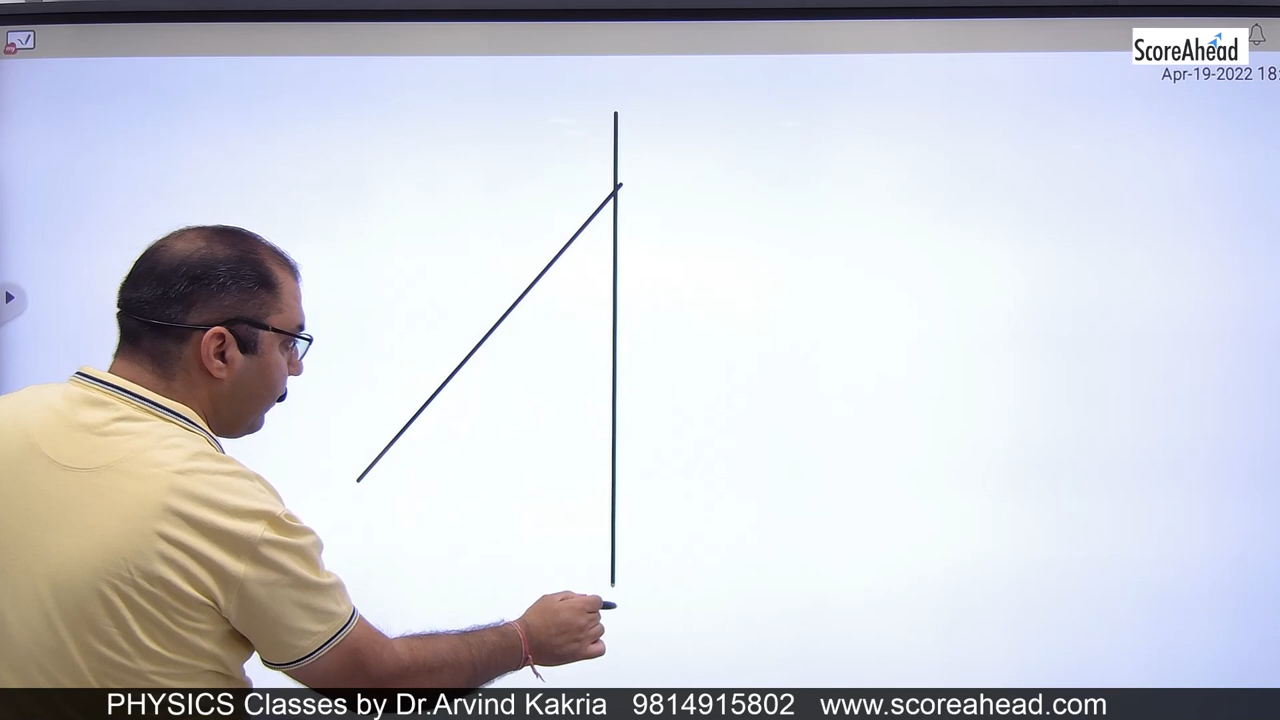 ScoreAhead
Apr-19-2022 18:
PHYSICS Classes by Dr.Arvind Kakria 9814915802 www.scoreahead.com